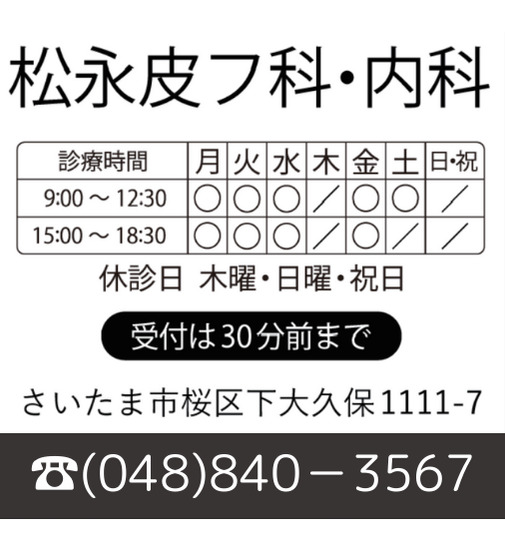 松永皮フ科・内科
診療時間 月 火 水 木 金 土 日・祝
9:00 ～ 12:30 ○ ○ ○ ／ ○ ○ ／
15:00 ～ 18:30 ○ ○ ○ ／ ○ ／ ／
休診日 木曜・日曜・祝日
受付は30分前まで
さいたま市桜区下大久保1111-7
☎(048)840－3567